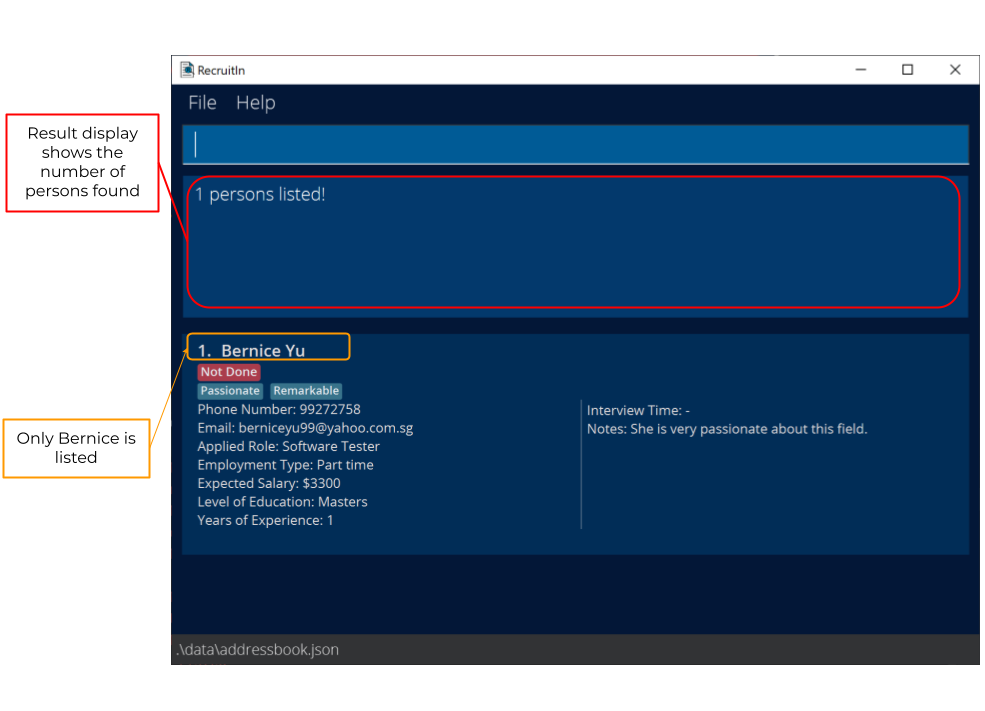 RecruitIn
File Help
Result display
shows the
number of
persons found
1 persons listed!
1. Bernice Yu
Not Done
Passionate Remarkable
Phone Number: 99272758
Email: berniceyu99@yahoo.com.sg
Applied Role: Software Tester
Employment Type: Part time
Expected Salary: $3300
Level of Education: Masters
Years of Experience: 1
Interview Time: -
Notes: She is very passionate about this field.
Only Bernice is
listed
.\data\addressbook.json